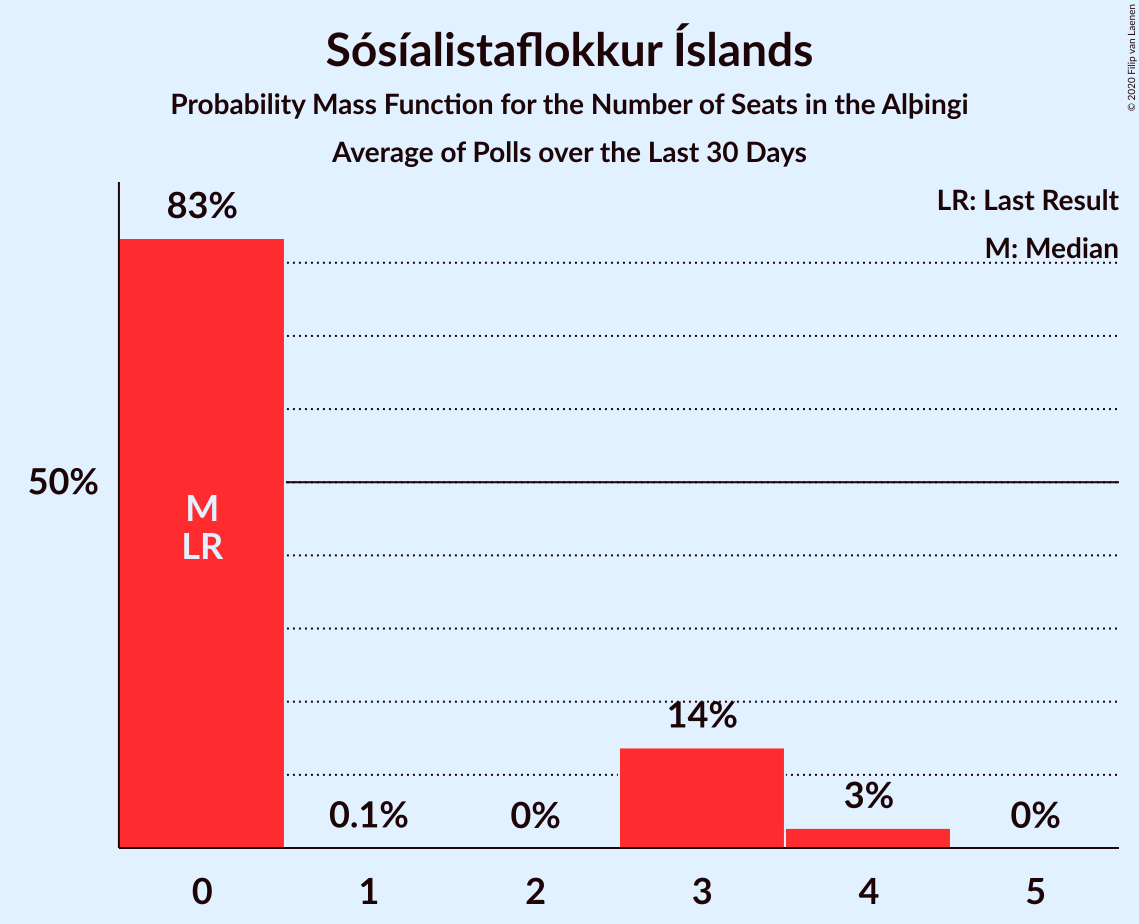 Sósíalistaflokkur Íslands
Probability Mass Function for the Number of Seats in the Alþingi
Average of Polls over the Last 30 Days
© 2020 Filip van Laenen
LR: Last Result
M: Median
83%
50%
M
LR
14%
0.1%
0%
3%
0%
0 1 2 3 4 5